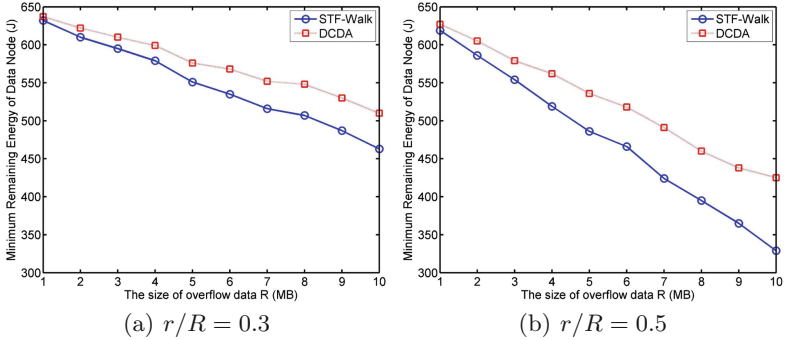 650
600
550
500
450
400
350
300
Minimum Remaining Energy of Data Node (J)
STF-Walk
DCDA
1 2 3 4 5 6 7 8 9 10
The size of overflow data R (MB)
(a) r/R = 0.3
650
600
550
500
450
400
350
300
Minimum Remaining Energy of Data Node (J)
STF-Walk
DCDA
1 2 3 4 5 6 7 8 9 10
The size of overflow data R (MB)
(b) r/R = 0.5